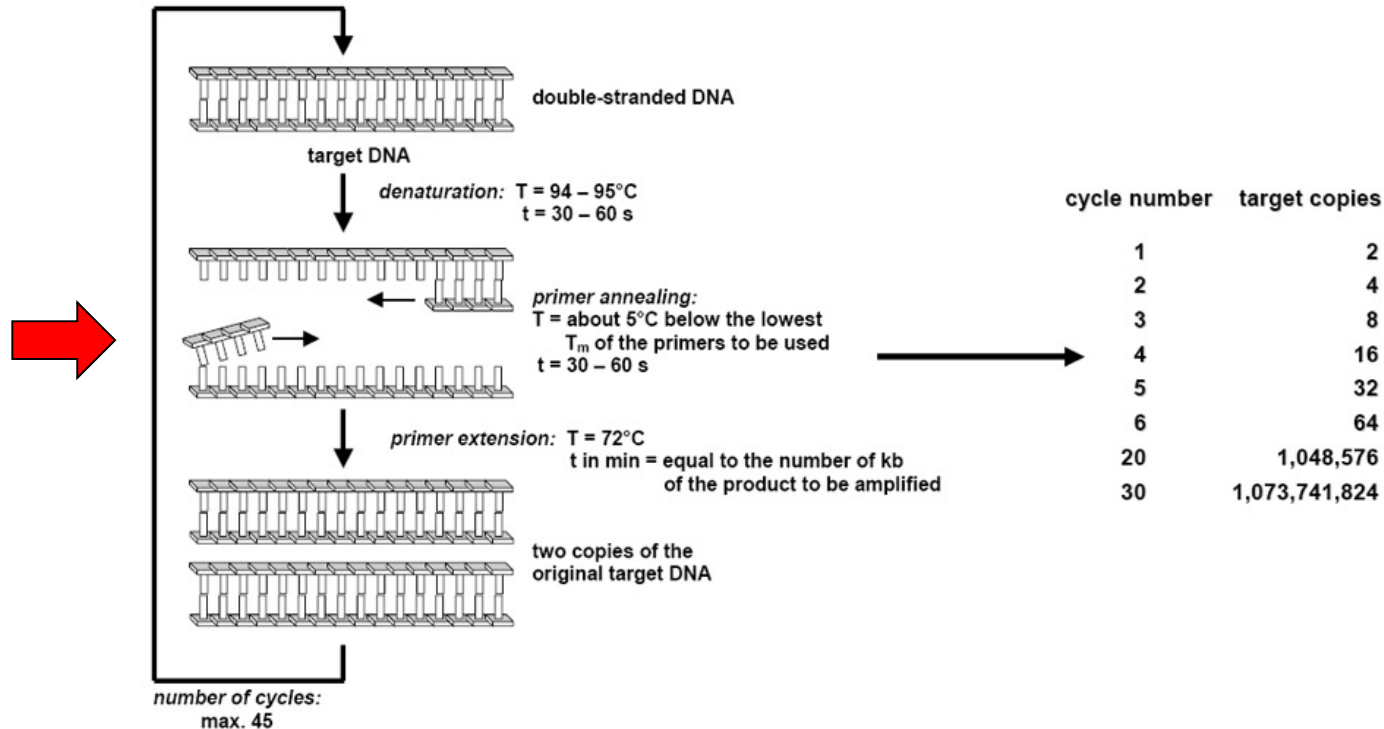 double-stranded DNA
target DNA
denaturation: T = 94 – 95°C
t = 30 – 60 s
primer annealing:
T = about 5°C below the lowest
Tm of the primers to be used
t = 30 – 60 s
primer extension: T = 72°C
t in min = equal to the number of kb
of the product to be amplified
two copies of the
original target DNA
number of cycles:
max. 45
cycle number target copies
1 2
2 4
3 8
4 16
5 32
6 64
20 1,048,576
30 1,073,741,824